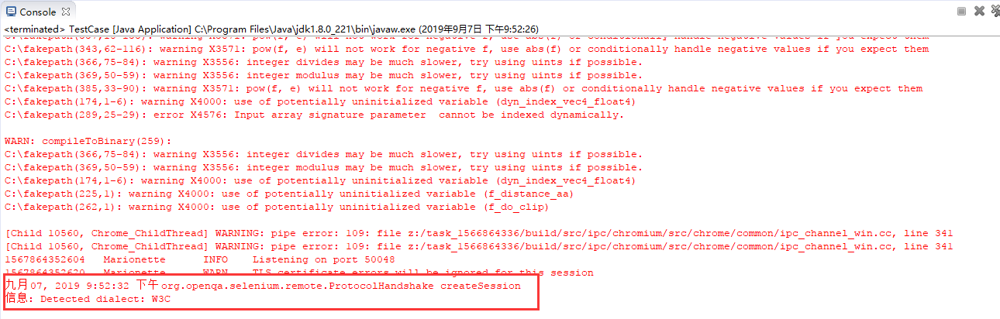 Console
<terminated> TestCase [Java Application] C:\Program Files\Java\jdk1.8.0_221\bin\javaw.exe (2019年9月7日 下午9:52:26)
C:\fakepath(343,62-116): warning X3571: pow(f, e) will not work for negative f, use abs(f) or conditionally handle negative values if you expect them
C:\fakepath(366,75-84): warning X3556: integer divides may be much slower, try using uints if possible.
C:\fakepath(369,50-59): warning X3556: integer modulus may be much slower, try using uints if possible.
C:\fakepath(385,33-90): warning X3571: pow(f, e) will not work for negative f, use abs(f) or conditionally handle negative values if you expect them
C:\fakepath(174,1-6): warning X4000: use of potentially uninitialized variable (dyn_index_vec4_float4)
C:\fakepath(289,25-29): error X4576: Input array signature parameter  cannot be indexed dynamically.
WARN: compileToBinary(259):
C:\fakepath(366,75-84): warning X3556: integer divides may be much slower, try using uints if possible.
C:\fakepath(369,50-59): warning X3556: integer modulus may be much slower, try using uints if possible.
C:\fakepath(174,1-6): warning X4000: use of potentially uninitialized variable (dyn_index_vec4_float4)
C:\fakepath(225,1): warning X4000: use of potentially uninitialized variable (f_distance_aa)
C:\fakepath(262,1): warning X4000: use of potentially uninitialized variable (f_do_clip)
[Child 10560, Chrome_ChildThread] WARNING: pipe error: 109: file z:/task_1566864336/build/src/ipc/chromium/src/chrome/common/ipc_channel_win.cc, line 341
[Child 10560, Chrome_ChildThread] WARNING: pipe error: 109: file z:/task_1566864336/build/src/ipc/chromium/src/chrome/common/ipc_channel_win.cc, line 341
1567864352604	Marionette	INFO	Listening on port 50048
1567864352620	Marionette	WARN	TLS certificate errors will be ignored for this session
九月 07, 2019 9:52:32 下午 org.openqa.selenium.remote.ProtocolHandshake createSession
信息: Detected dialect: W3C